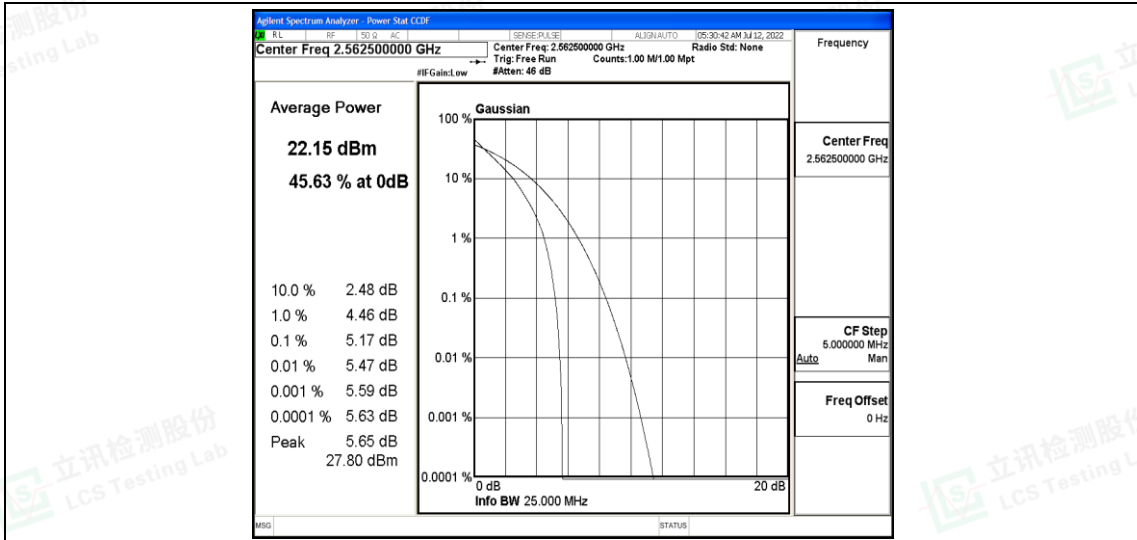 Agilent Spectrum Analyzer - Power Stat CCDF
RL RF 50 Ω AC SENSE:PULSE ALIGNAUTO 05:30:42 AM Jul 12, 2022
Center Freq 2.562500000 GHz
Center Freq: 2.562500000 GHz Radio Std: None
Trig: Free Run Counts:1.00 M/1.00 Mpt
#IFGain:Low #Atten: 46 dB
Frequency
Center Freq
2.562500000 GHz
CF Step
5.000000 MHz
Auto Man
Freq Offset
0 Hz
Average Power
22.15 dBm
45.63 % at 0dB
10.0 % 2.48 dB
1.0 % 4.46 dB
0.1 % 5.17 dB
0.01 % 5.47 dB
0.001 % 5.59 dB
0.0001 % 5.63 dB
Peak 5.65 dB
27.80 dBm
Gaussian
100 %
10 %
1 %
0.1 %
0.01 %
0.001 %
0.0001 %
0 dB 20 dB
Info BW 25.000 MHz
MSG STATUS
立讯检测股份
LCS Testing Lab
立讯检测股份
LCS Testing L